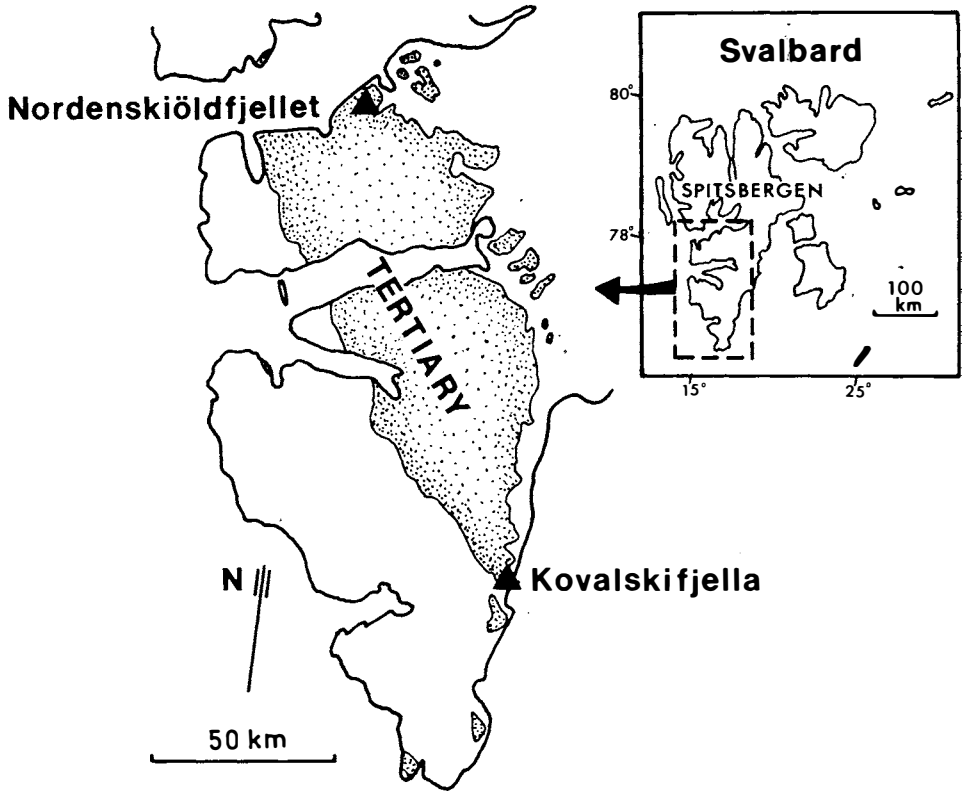 Svalbard
80°
Nordenskiöldfjellet
SPITSBERGEN
78°
TERTIARY
100
km
15°
25°
N
Kovalskifjella
50 km